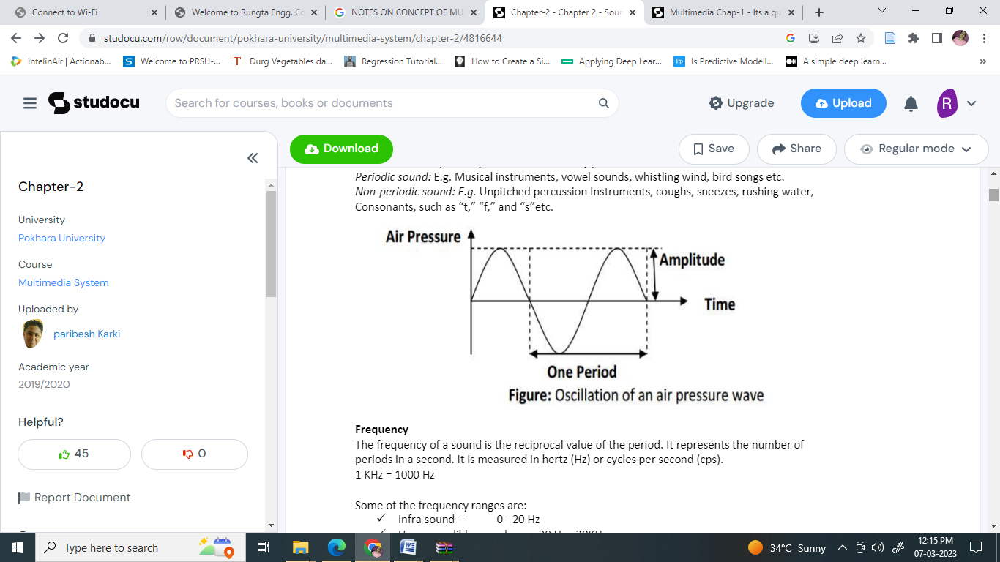 Connect to Wi-Fi
Welcome to Rungta Engg. Co
NOTES ON CONCEPT OF MU
Chapter-2 - Chapter 2 - Sour
Multimedia Chap-1 - Its a qu
studocu.com/row/document/pokhara-university/multimedia-system/chapter-2/4816644
IntelinAir | Actionab...
Welcome to PRSU-...
Durg Vegetables da...
Regression Tutorial...
How to Create a Si...
Applying Deep Lear...
Is Predictive Modell...
A simple deep learn...
studocu
Search for courses, books or documents
Upgrade
Upload
R
Download
Save
Share
Regular mode
Chapter-2
University
Pokhara University
Course
Multimedia System
Uploaded by
paribesh Karki
Academic year
2019/2020
Helpful?
45
0
Report Document
Periodic sound: E.g. Musical instruments, vowel sounds, whistling wind, bird songs etc.
Non-periodic sound: E.g. Unpitched percussion Instruments, coughs, sneezes, rushing water,
Consonants, such as “t,” “f,” and “s”etc.
Air Pressure
Amplitude
Time
One Period
Figure: Oscillation of an air pressure wave
Frequency
The frequency of a sound is the reciprocal value of the period. It represents the number of
periods in a second. It is measured in hertz (Hz) or cycles per second (cps).
1 KHz = 1000 Hz
Some of the frequency ranges are:
✓ Infra sound – 0 - 20 Hz
Type here to search
34°C Sunny
12:15 PM
07-03-2023